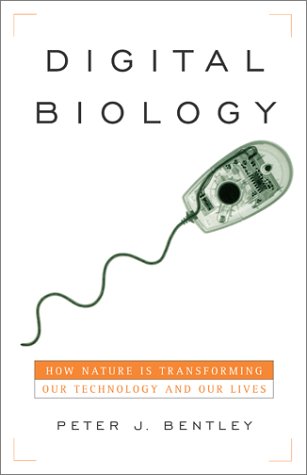 DIGITAL
BIOLOGY
HOW NATURE IS TRANSFORMING
OUR TECHNOLOGY AND OUR LIVES
PETER J. BENTLEY